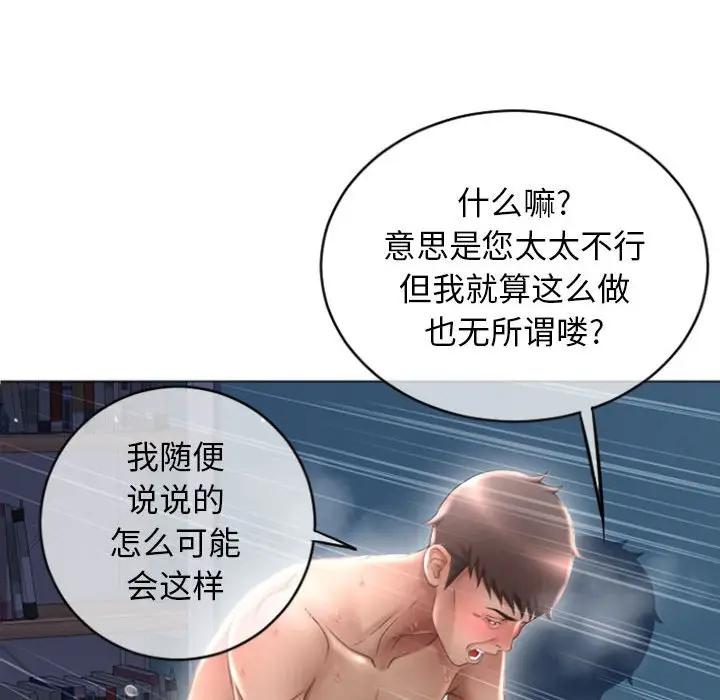 什么嘛?
意思是您太太不行
但我就算这么做
也无所谓喽?
我随便
说说的
怎么可能
会这样